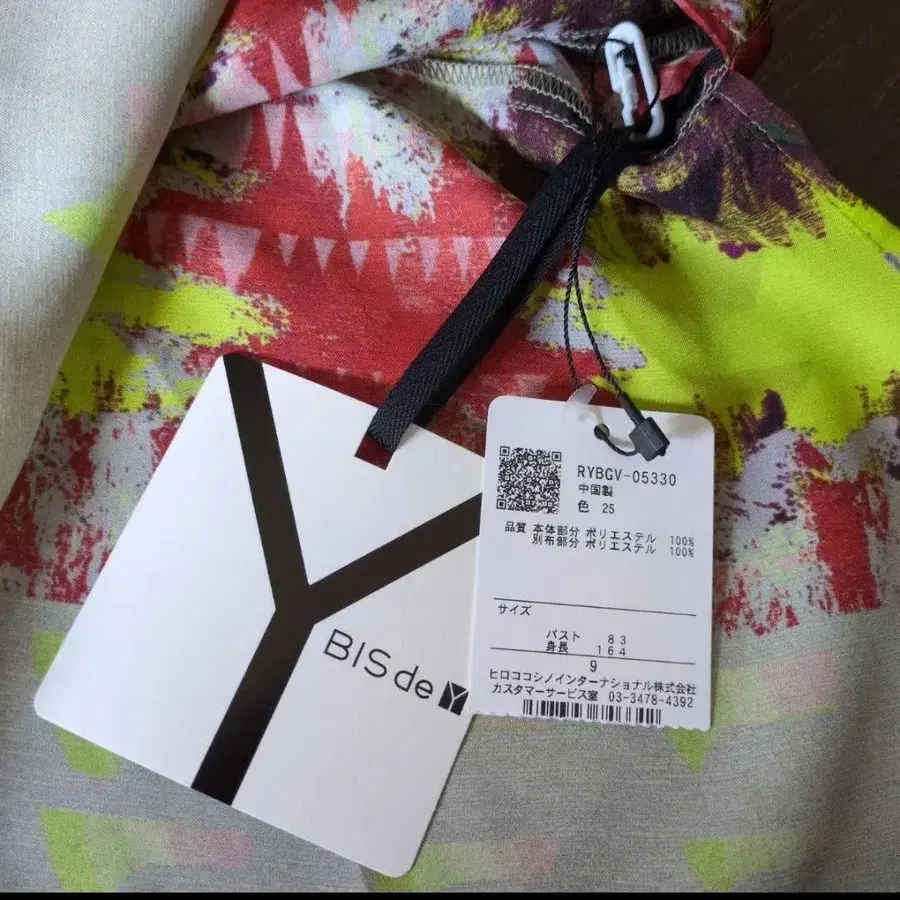 BIS de Y
RYBGV-05330
中国製
色 25
品質 本体部分 ポリエステル 100%
別布部分 ポリエステル 100%
サイズ
バスト 83
身長 164
9
ヒロココシノインターナショナル株式会社
カスタマーサービス室 03-3478-4392